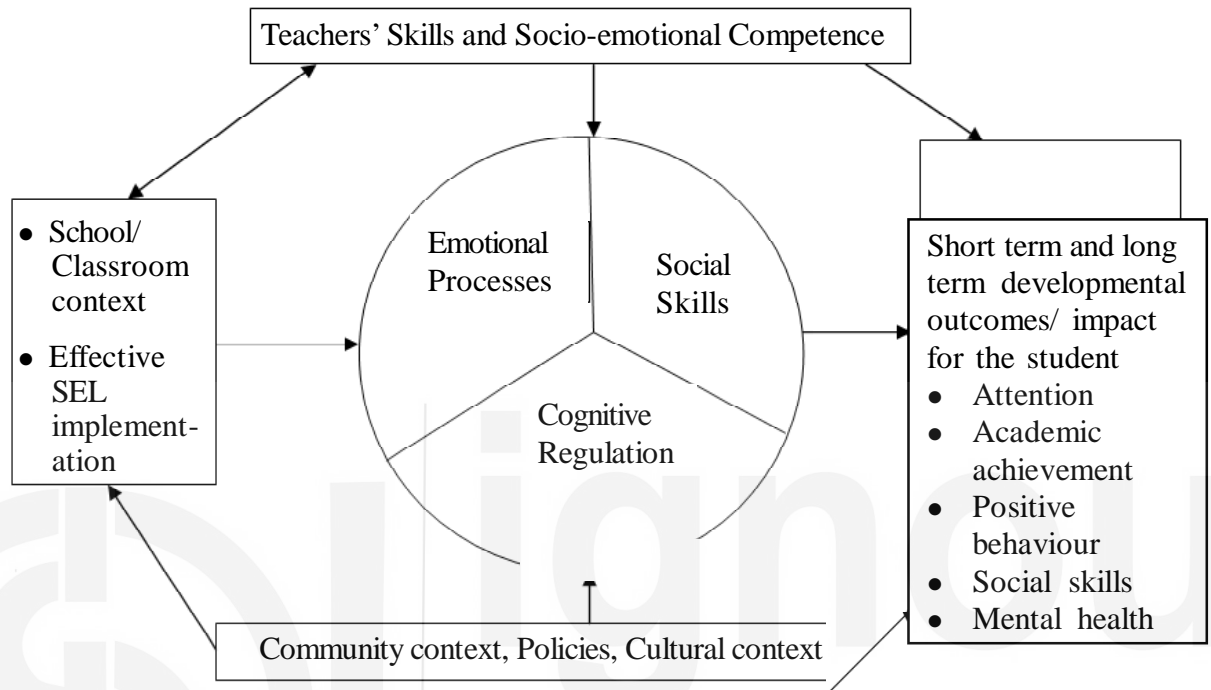 Teachers’ Skills and Socio-emotional Competence
● School/
Classroom
context
● Effective
SEL
implement-
ation
Emotional
Processes
Social
Skills
Cognitive
Regulation
Short term and long
term developmental
outcomes/ impact
for the student
● Attention
● Academic
achievement
● Positive
behaviour
● Social skills
● Mental health
Community context, Policies, Cultural context
ignou